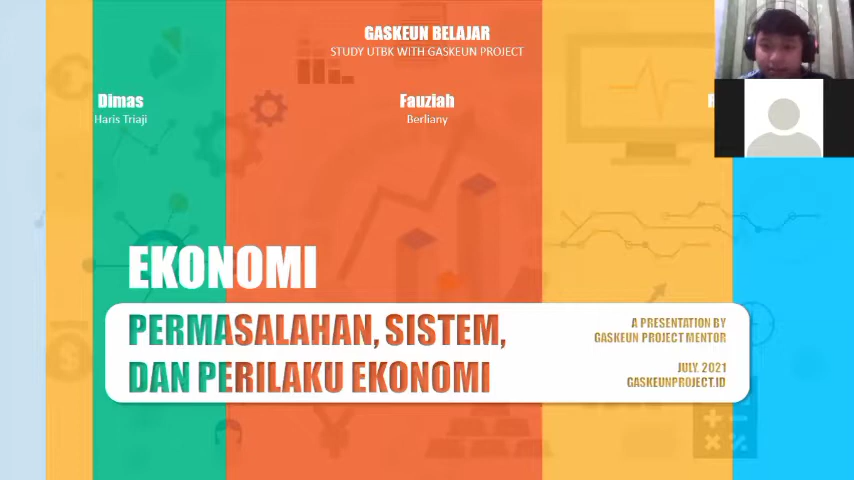 GASKEUN BELAJAR
STUDY UTBK WITH GASKEUN PROJECT
Dimas
Haris Triaji
Fauziah
Berliany
EKONOMI
PERMASALAHAN, SISTEM,
DAN PERILAKU EKONOMI
A PRESENTATION BY
GASKEUN PROJECT MENTOR
JULY. 2021
GASKEUNPROJECT.ID